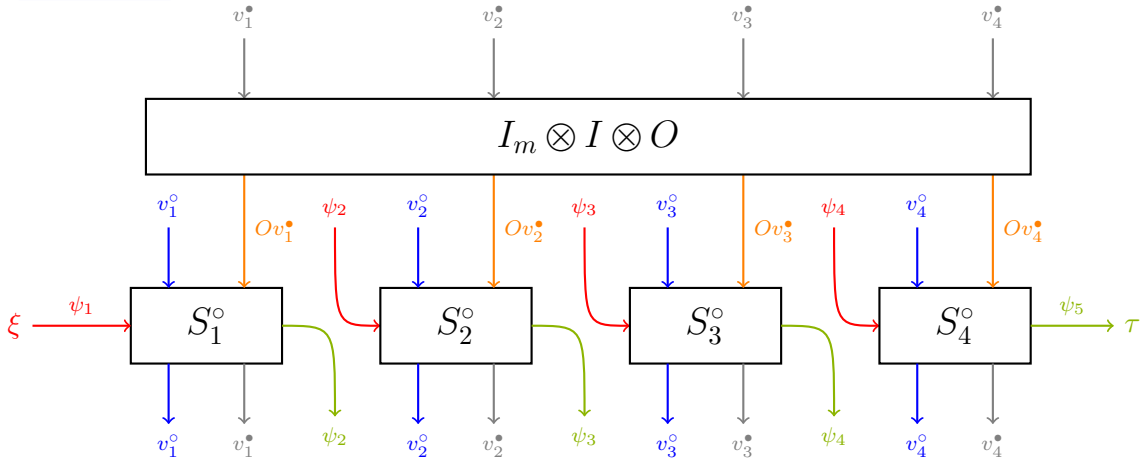 v₁• v₂• v₃• v₄•
Iₘ ⊗ I ⊗ O
v₁° Ov₁• ψ₂ v₂° Ov₂• ψ₃ v₃° Ov₃• ψ₄ v₄° Ov₄•
ξ ψ₁ S₁° S₂° S₃° S₄° ψ₅ τ
v₁° v₁• ψ₂ v₂° v₂• ψ₃ v₃° v₃• ψ₄ v₄° v₄•